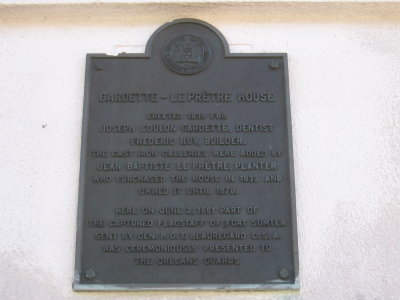 GARDETTE - LE PRÊTRE HOUSE
ERECTED 1836 FOR
JOSEPH COULON GARDETTE, DENTIST
FREDERIC ROY, BUILDER.
THE CAST-IRON GALLERIES WERE ADDED BY
JEAN BAPTISTE LE PRÊTRE, PLANTER,
WHO PURCHASED THE HOUSE IN 1839 AND
OWNED IT UNTIL 1878.
HERE ON JUNE 2, 1861 PART OF
THE CAPTURED FLAGSTAFF OF FORT SUMTER
SENT BY GEN. P. G. T. BEAUREGARD C. S. A.
WAS CEREMONIOUSLY PRESENTED TO
THE ORLEANS GUARDS